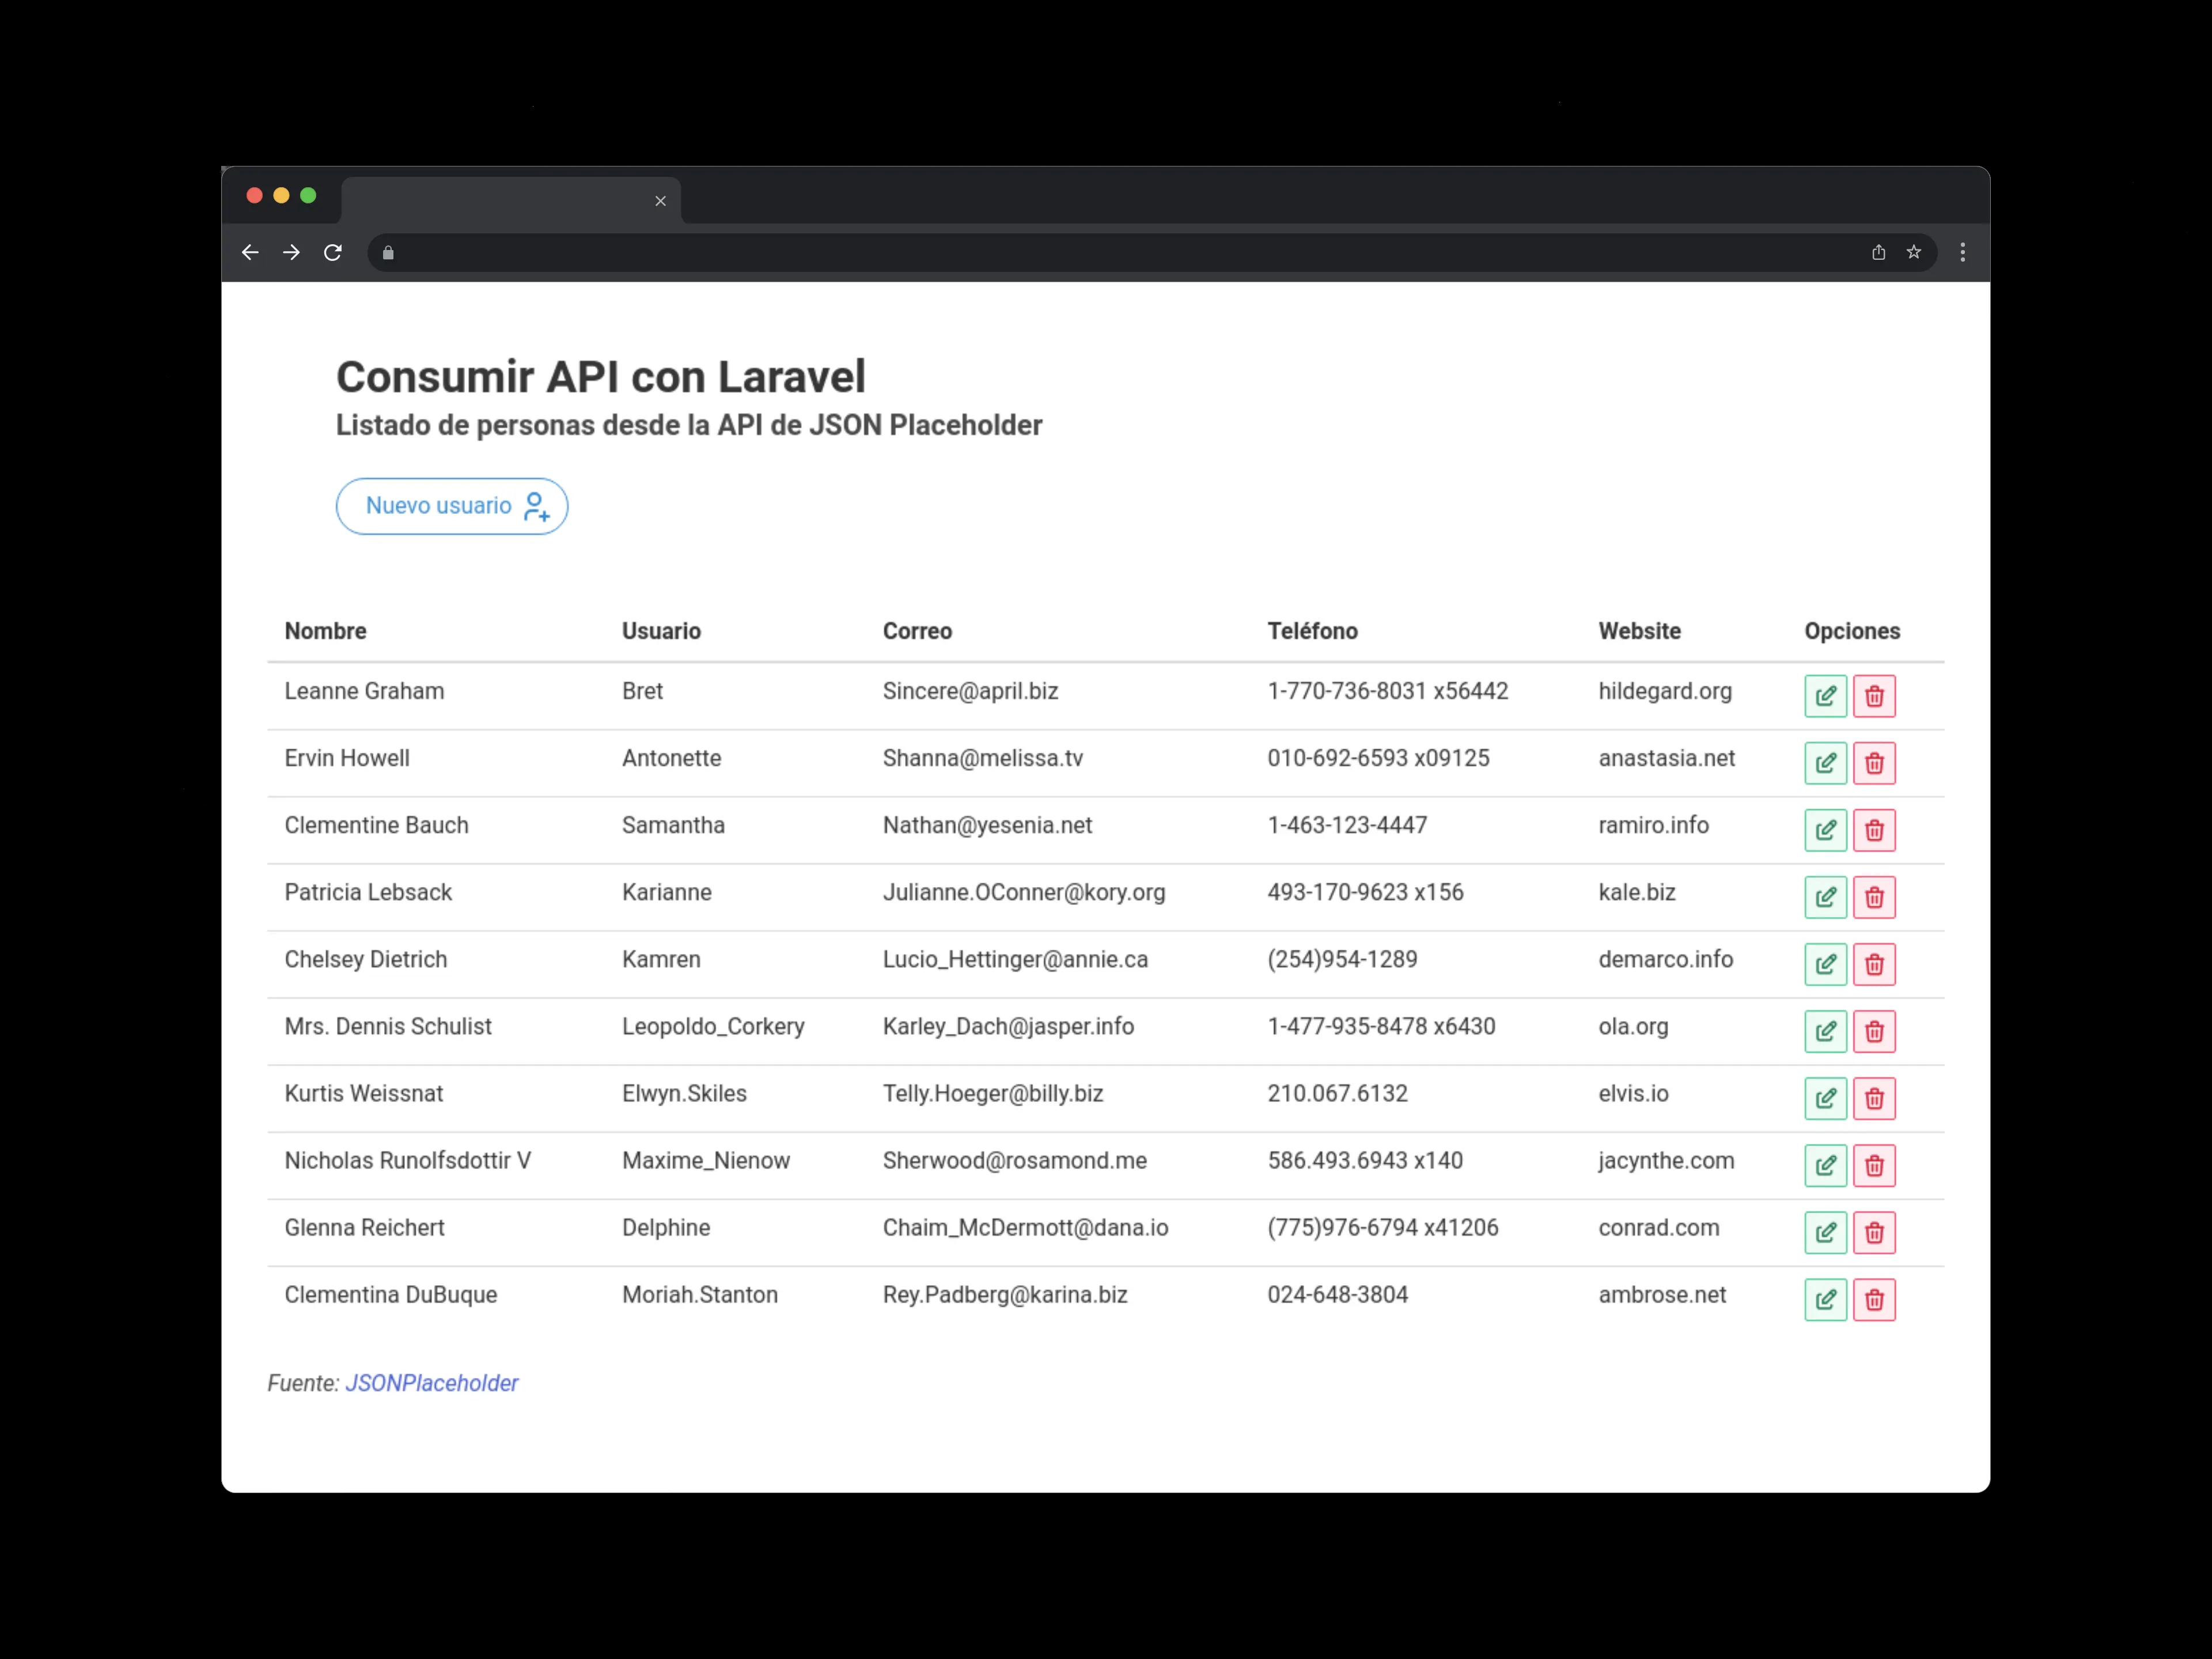 Consumir API con Laravel
Listado de personas desde la API de JSON Placeholder
Nuevo usuario
Nombre Usuario Correo Teléfono Website Opciones
Leanne Graham Bret Sincere@april.biz 1-770-736-8031 x56442 hildegard.org
Ervin Howell Antonette Shanna@melissa.tv 010-692-6593 x09125 anastasia.net
Clementine Bauch Samantha Nathan@yesenia.net 1-463-123-4447 ramiro.info
Patricia Lebsack Karianne Julianne.OConner@kory.org 493-170-9623 x156 kale.biz
Chelsey Dietrich Kamren Lucio_Hettinger@annie.ca (254)954-1289 demarco.info
Mrs. Dennis Schulist Leopoldo_Corkery Karley_Dach@jasper.info 1-477-935-8478 x6430 ola.org
Kurtis Weissnat Elwyn.Skiles Telly.Hoeger@billy.biz 210.067.6132 elvis.io
Nicholas Runolfsdottir V Maxime_Nienow Sherwood@rosamond.me 586.493.6943 x140 jacynthe.com
Glenna Reichert Delphine Chaim_McDermott@dana.io (775)976-6794 x41206 conrad.com
Clementina DuBuque Moriah.Stanton Rey.Padberg@karina.biz 024-648-3804 ambrose.net
Fuente: JSONPlaceholder